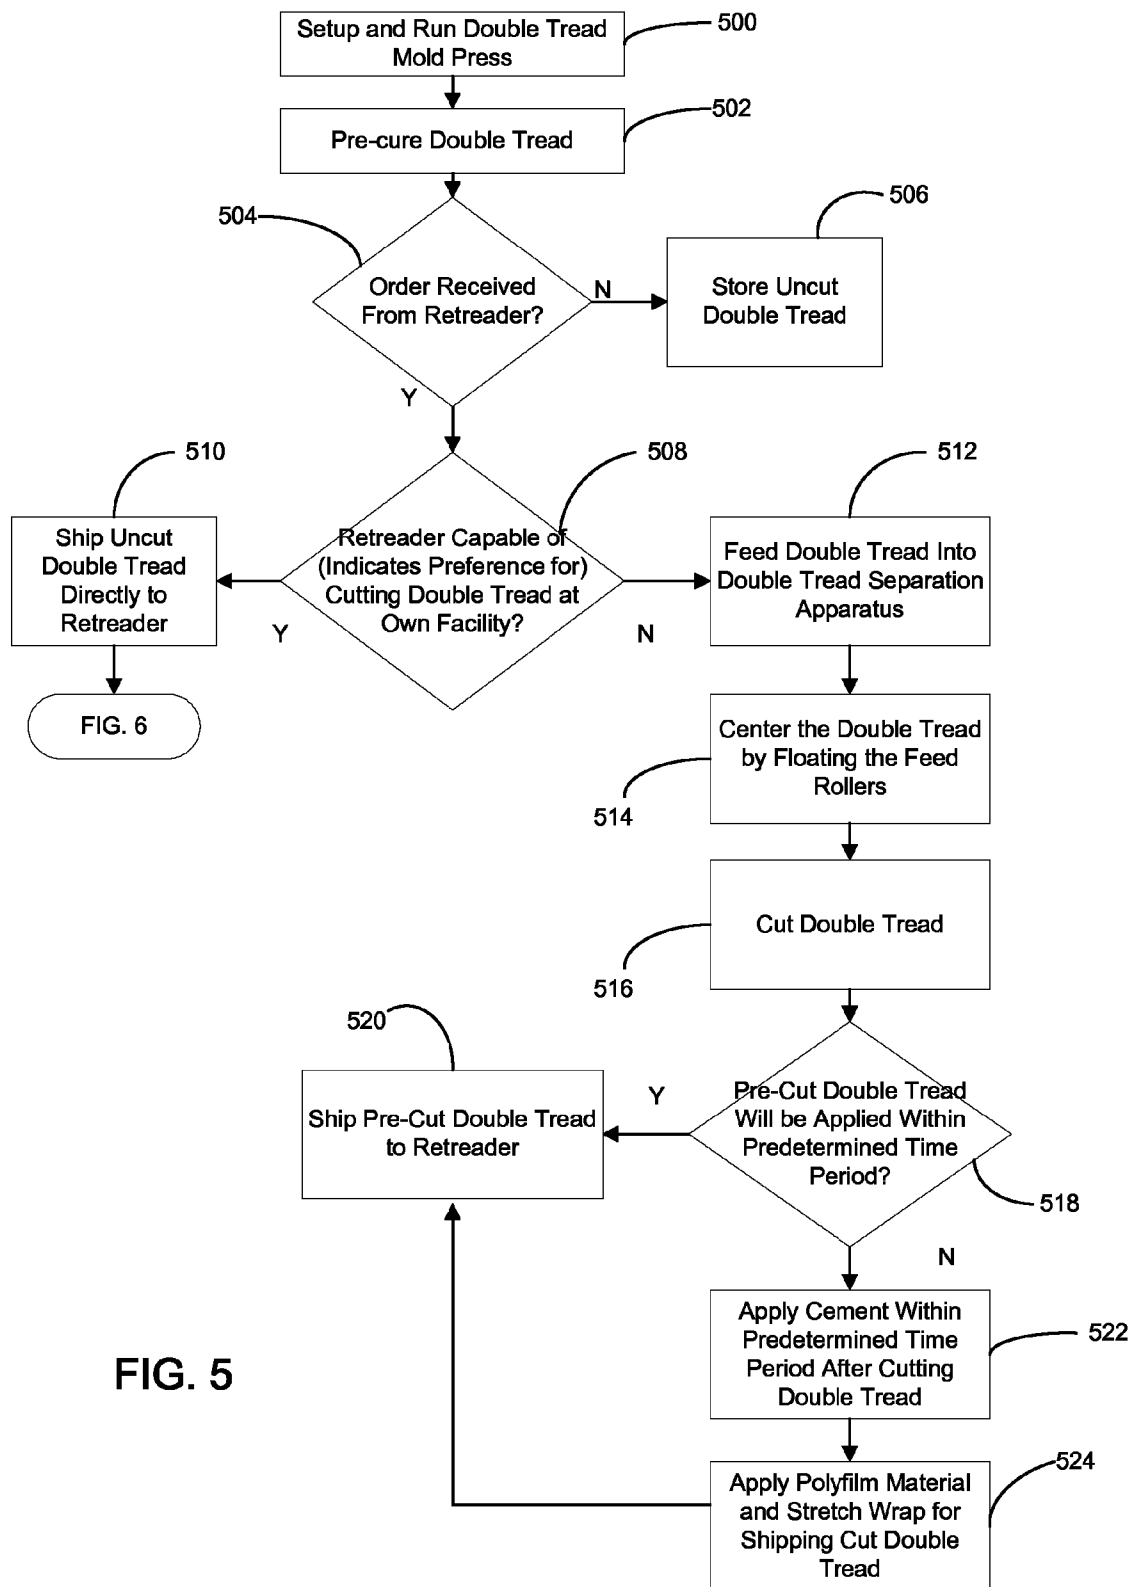 Setup and Run Double Tread
Mold Press
500
Pre-cure Double Tread
502
504
Order Received
From Retreader?
N
506
Store Uncut
Double Tread
Y
510
Ship Uncut
Double Tread
Directly to
Retreader
FIG. 6
508
Retreader Capable of
(Indicates Preference for)
Cutting Double Tread at
Own Facility?
Y
N
512
Feed Double Tread Into
Double Tread Separation
Apparatus
Center the Double Tread
by Floating the Feed
Rollers
514
Cut Double Tread
516
520
Ship Pre-Cut Double Tread
to Retreader
Y
Pre-Cut Double Tread
Will be Applied Within
Predetermined Time
Period?
518
N
Apply Cement Within
Predetermined Time
Period After Cutting
Double Tread
522
FIG. 5
524
Apply Polyfilm Material
and Stretch Wrap for
Shipping Cut Double
Tread